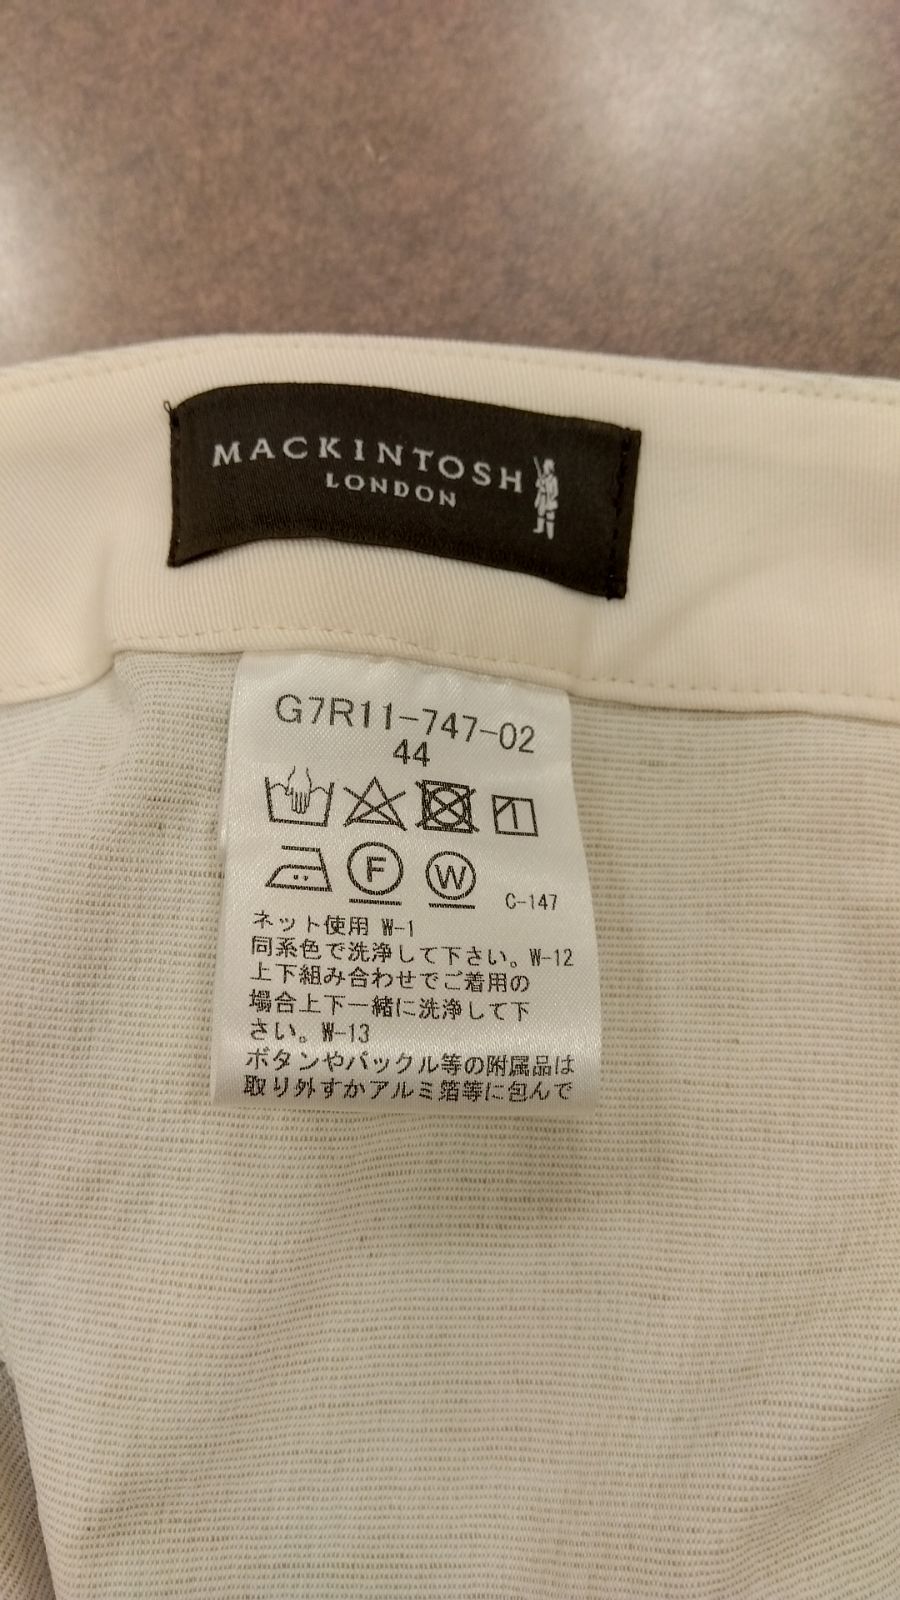 MACKINTOSH
LONDON
G7R11-747-02
44
F
W
C-147
ネット使用 W-1
同系色で洗浄して下さい。W-12
上下組み合わせでご着用の
場合上下一緒に洗浄して下
さい。W-13
ボタンやバックル等の附属品は
取り外すかアルミ箔等に包んで